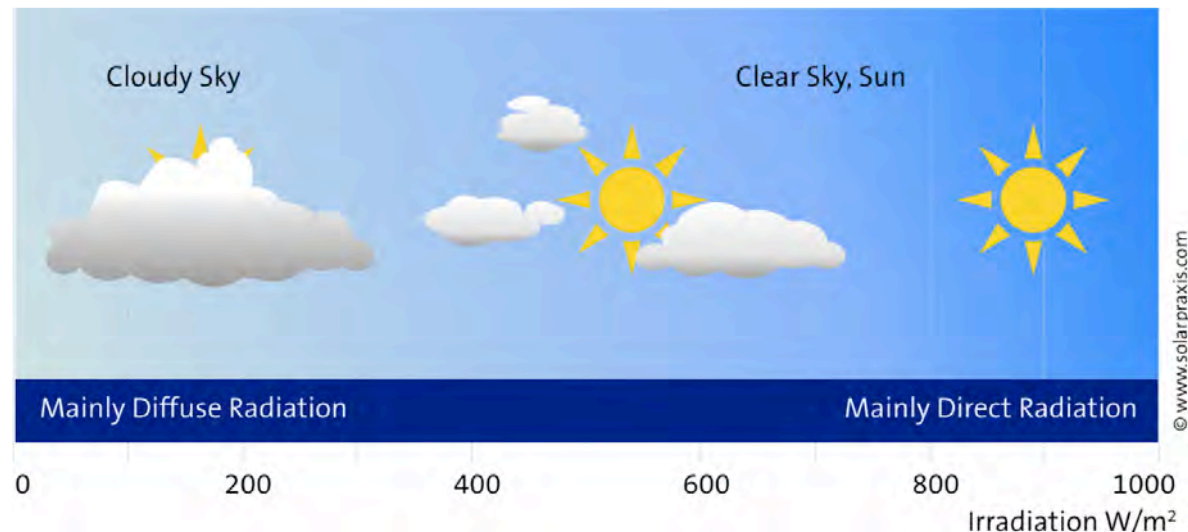 Cloudy Sky
Clear Sky, Sun
Mainly Diffuse Radiation
Mainly Direct Radiation
0
200
400
600
800
1000
Irradiation W/m²
© www.solarpraxis.com